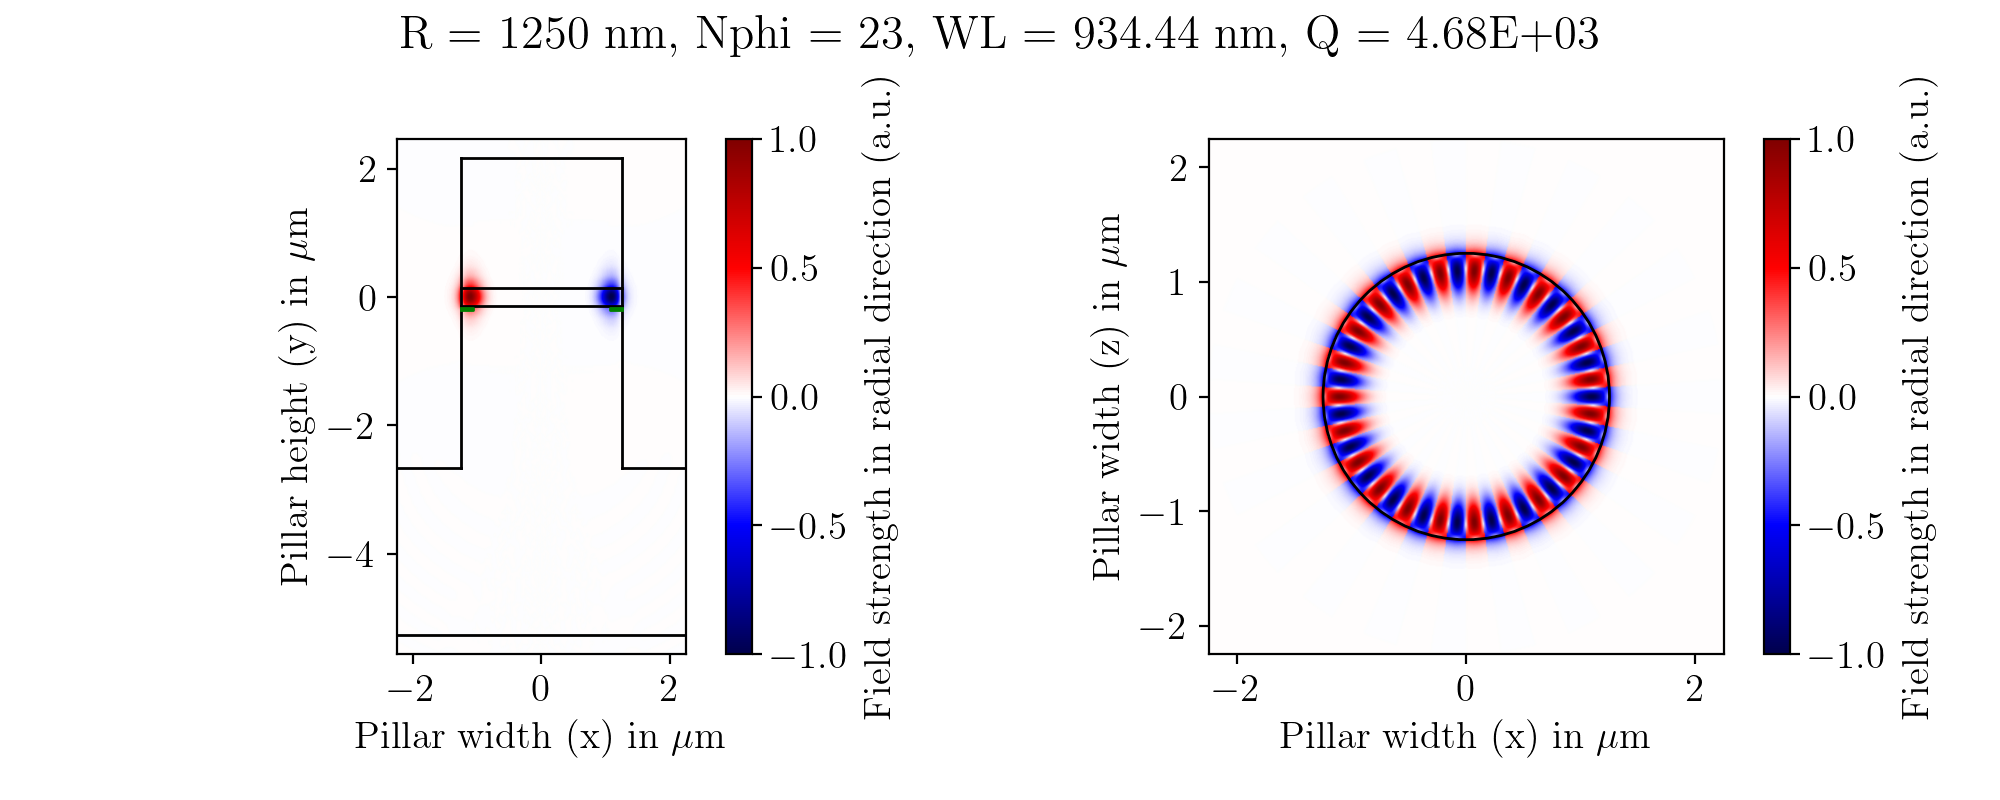 R = 1250 nm, Nphi = 23, WL = 934.44 nm, Q = 4.68E+03
Pillar height (y) in μm
2
0
−2
−4
−2 0 2
Pillar width (x) in μm
1.0
0.5
0.0
−0.5
−1.0
Field strength in radial direction (a.u.)
Pillar width (z) in μm
2
1
0
−1
−2
−2 0 2
Pillar width (x) in μm
1.0
0.5
0.0
−0.5
−1.0
Field strength in radial direction (a.u.)